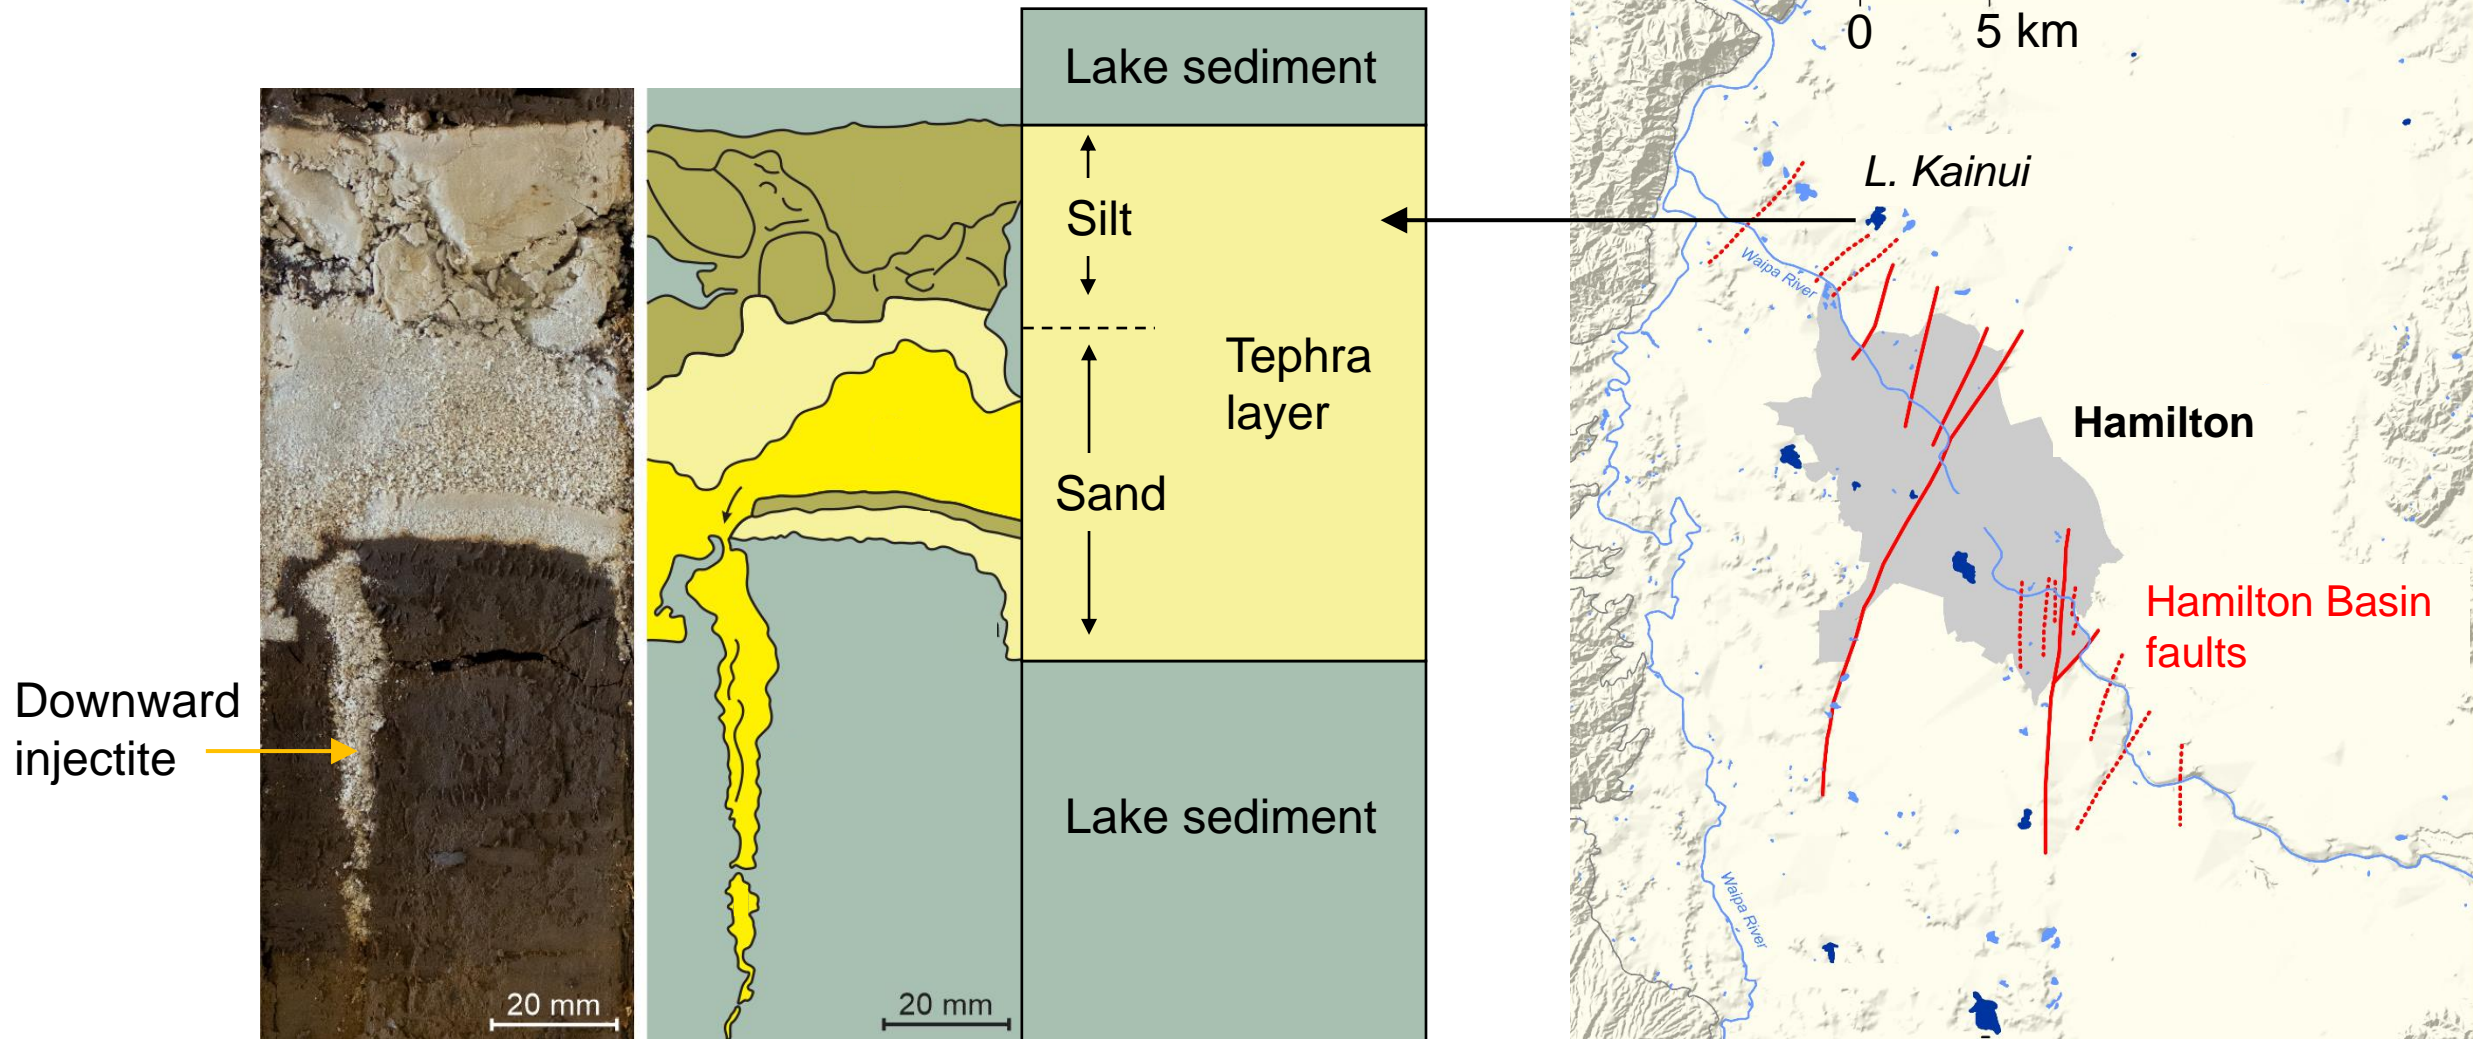 Lake sediment
Silt
Sand
Tephra
layer
Lake sediment
Downward
injectite
20 mm
20 mm
0
5 km
L. Kainui
Waipa River
Hamilton
Hamilton Basin
faults
Waipa River